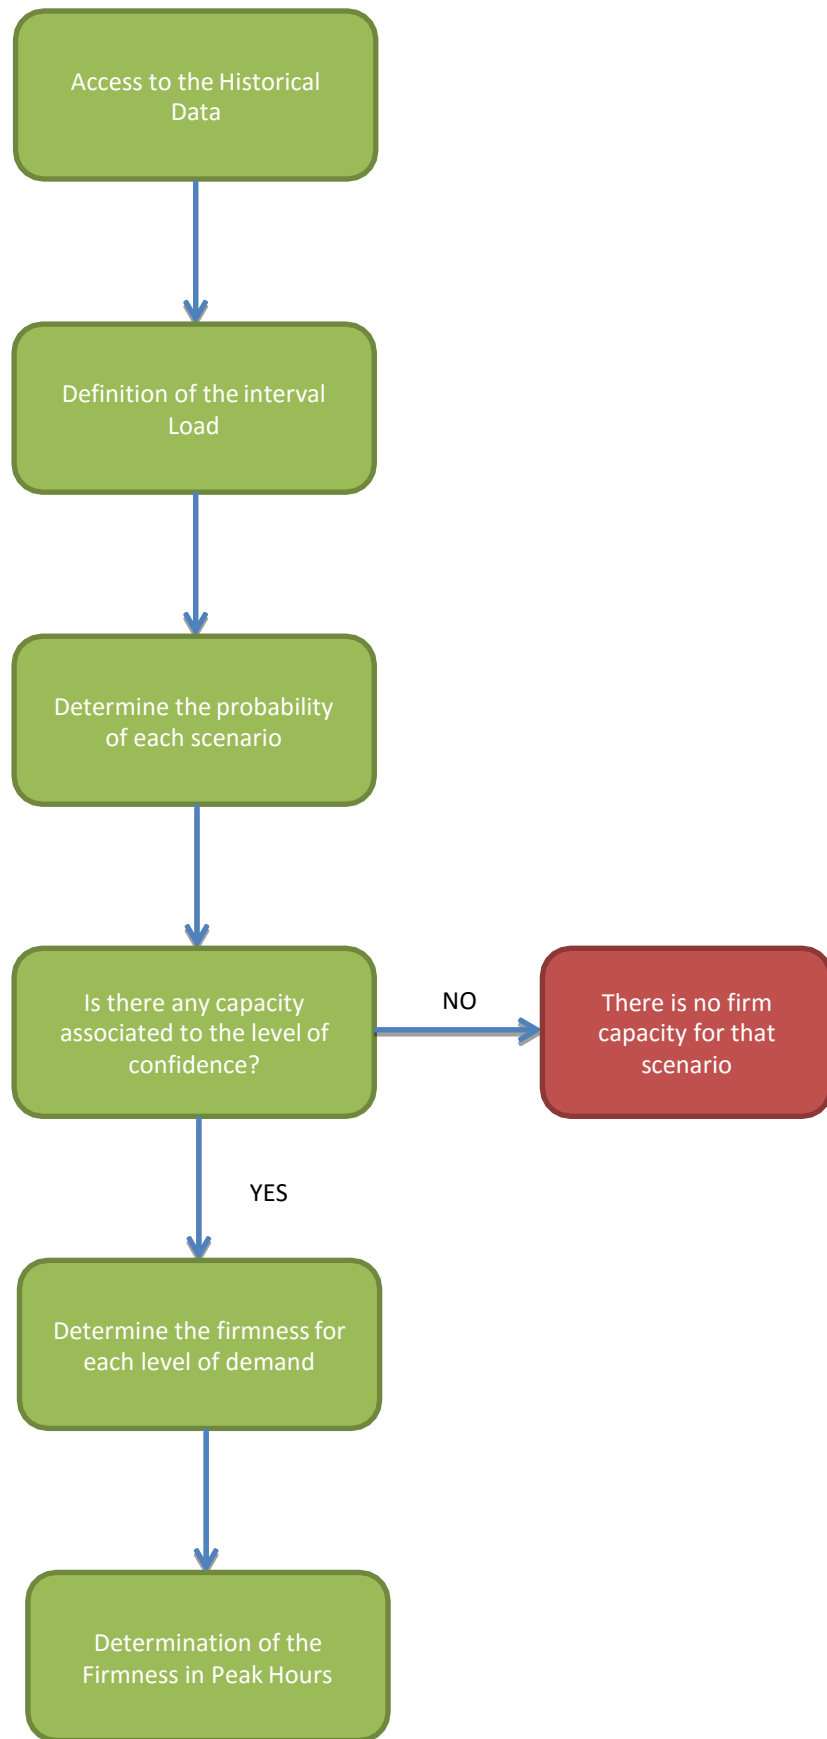 Access to the Historical
Data
Definition of the interval
Load
Determine the probability
of each scenario
Is there any capacity
associated to the level of
confidence?
NO
There is no firm
capacity for that
scenario
YES
Determine the firmness for
each level of demand
Determination of the
Firmness in Peak Hours